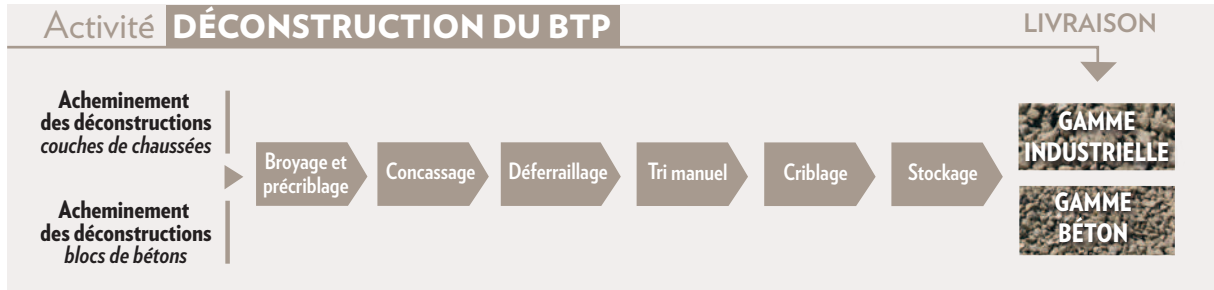 Activité DÉCONSTRUCTION DU BTP
LIVRAISON
Acheminement
des déconstructions
couches de chaussées
Acheminement
des déconstructions
blocs de bétons
Broyage et
précriblage
Concassage
Déferraillage
Tri manuel
Criblage
Stockage
GAMME
INDUSTRIELLE
GAMME
BÉTON